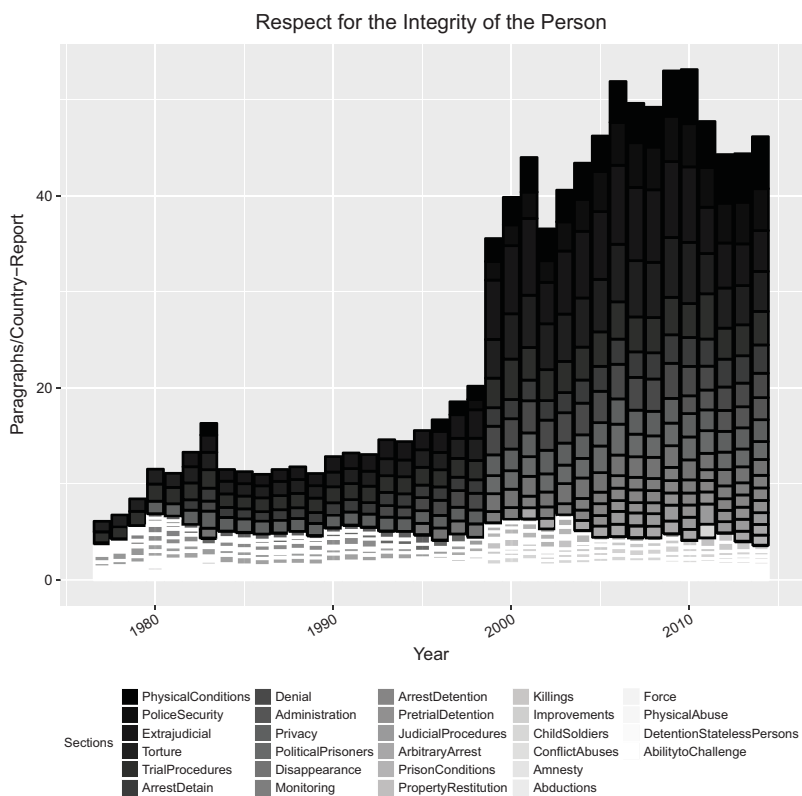 Respect for the Integrity of the Person
Paragraphs/Country−Report
40
20
0
1980
1990
2000
2010
Year
Sections
PhysicalConditions
PoliceSecurity
Extrajudicial
Torture
TrialProcedures
ArrestDetain
Denial
Administration
Privacy
PoliticalPrisoners
Disappearance
Monitoring
ArrestDetention
PretrialDetention
JudicialProcedures
ArbitraryArrest
PrisonConditions
PropertyRestitution
Killings
Improvements
ChildSoldiers
ConflictAbuses
Amnesty
Abductions
Force
PhysicalAbuse
DetentionStatelessPersons
AbilitytoChallenge